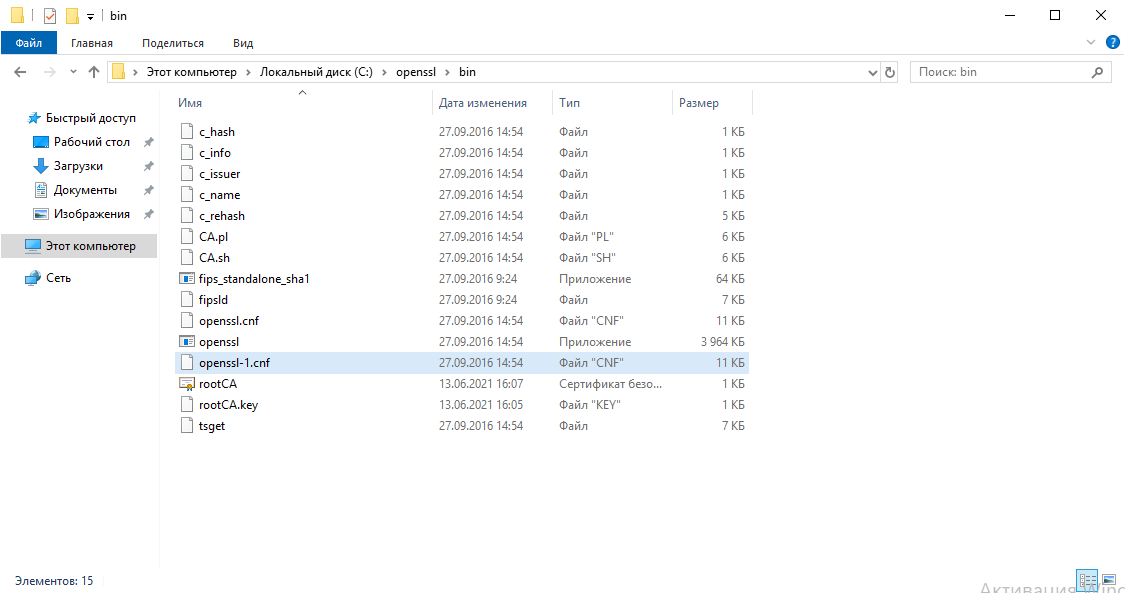 bin
Файл Главная Поделиться Вид
Этот компьютер Локальный диск (C:) openssl bin Поиск: bin
Имя Дата изменения Тип Размер
Быстрый доступ
Рабочий стол
Загрузки
Документы
Изображения
Этот компьютер
Сеть
c_hash 27.09.2016 14:54 Файл 1 КБ
c_info 27.09.2016 14:54 Файл 1 КБ
c_issuer 27.09.2016 14:54 Файл 1 КБ
c_name 27.09.2016 14:54 Файл 1 КБ
c_rehash 27.09.2016 14:54 Файл 5 КБ
CA.pl 27.09.2016 14:54 Файл "PL" 6 КБ
CA.sh 27.09.2016 14:54 Файл "SH" 6 КБ
fips_standalone_sha1 27.09.2016 9:24 Приложение 64 КБ
fipsld 27.09.2016 9:24 Файл 7 КБ
openssl.cnf 27.09.2016 14:54 Файл "CNF" 11 КБ
openssl 27.09.2016 14:54 Приложение 3 964 КБ
openssl-1.cnf 27.09.2016 14:54 Файл "CNF" 11 КБ
rootCA 13.06.2021 16:07 Сертификат безо... 1 КБ
rootCA.key 13.06.2021 16:05 Файл "KEY" 1 КБ
tsget 27.09.2016 14:54 Файл 7 КБ
Элементов: 15
Активация